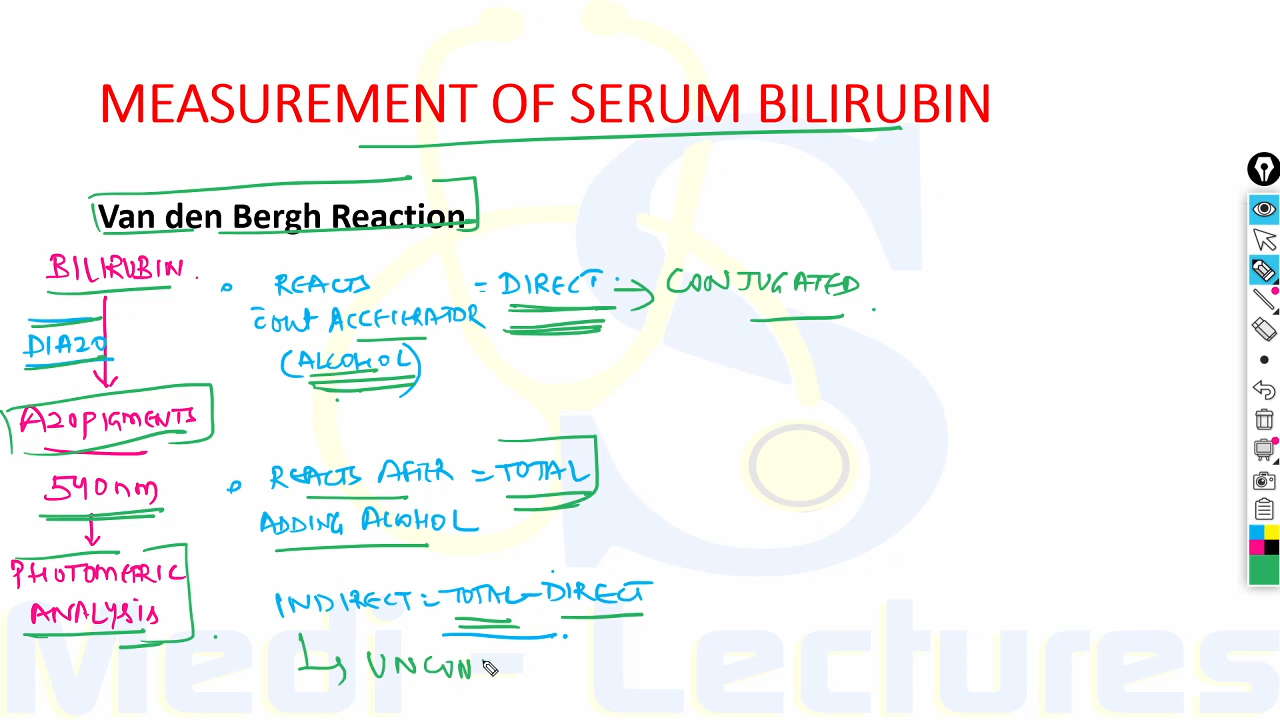 MEASUREMENT OF SERUM BILIRUBIN
Van den Bergh Reaction
BILIRUBIN
DIAZO
AZOPIGMENTS
540nm
PHOTOMETRIC
ANALYSIS
• REACTS = DIRECT → CONJUGATED
c̄out ACCELERATOR
(ALCOHOL)
• REACTS AFTER = TOTAL
ADDING ALCOHOL
INDIRECT = TOTAL - DIRECT
UNCON
Medi - Lectures